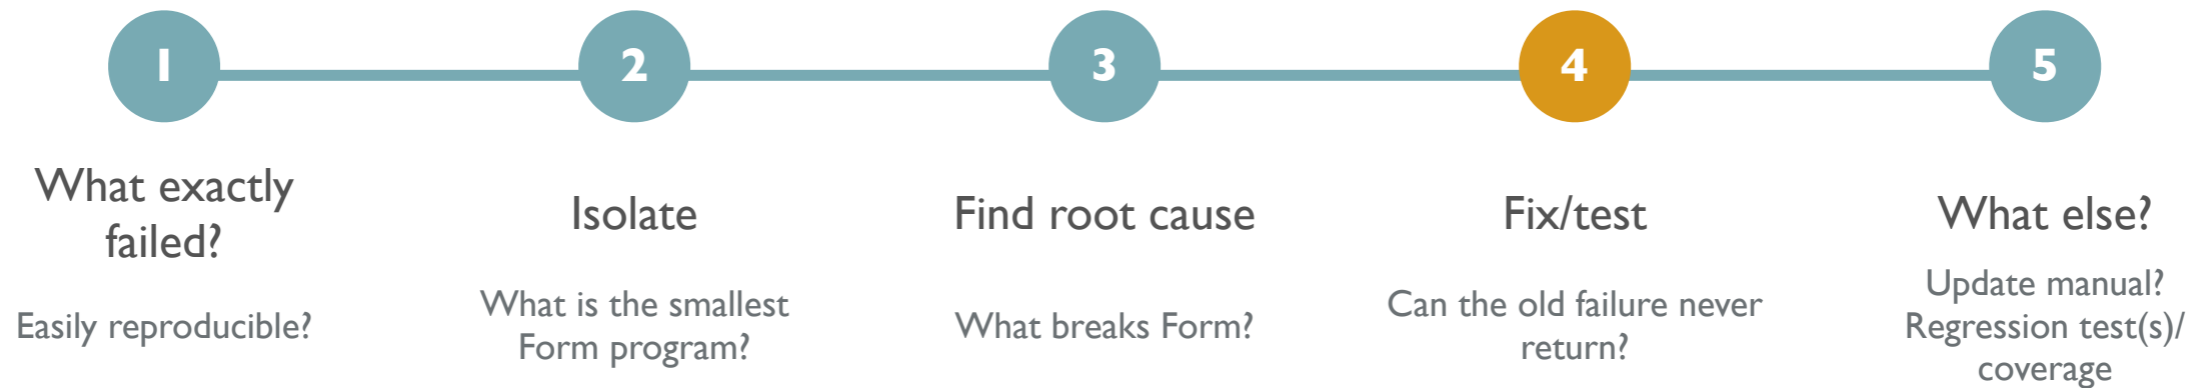 1
2
3
4
5
What exactly
failed?
Easily reproducible?
Isolate
What is the smallest
Form program?
Find root cause
What breaks Form?
Fix/test
Can the old failure never
return?
What else?
Update manual?
Regression test(s)/
coverage